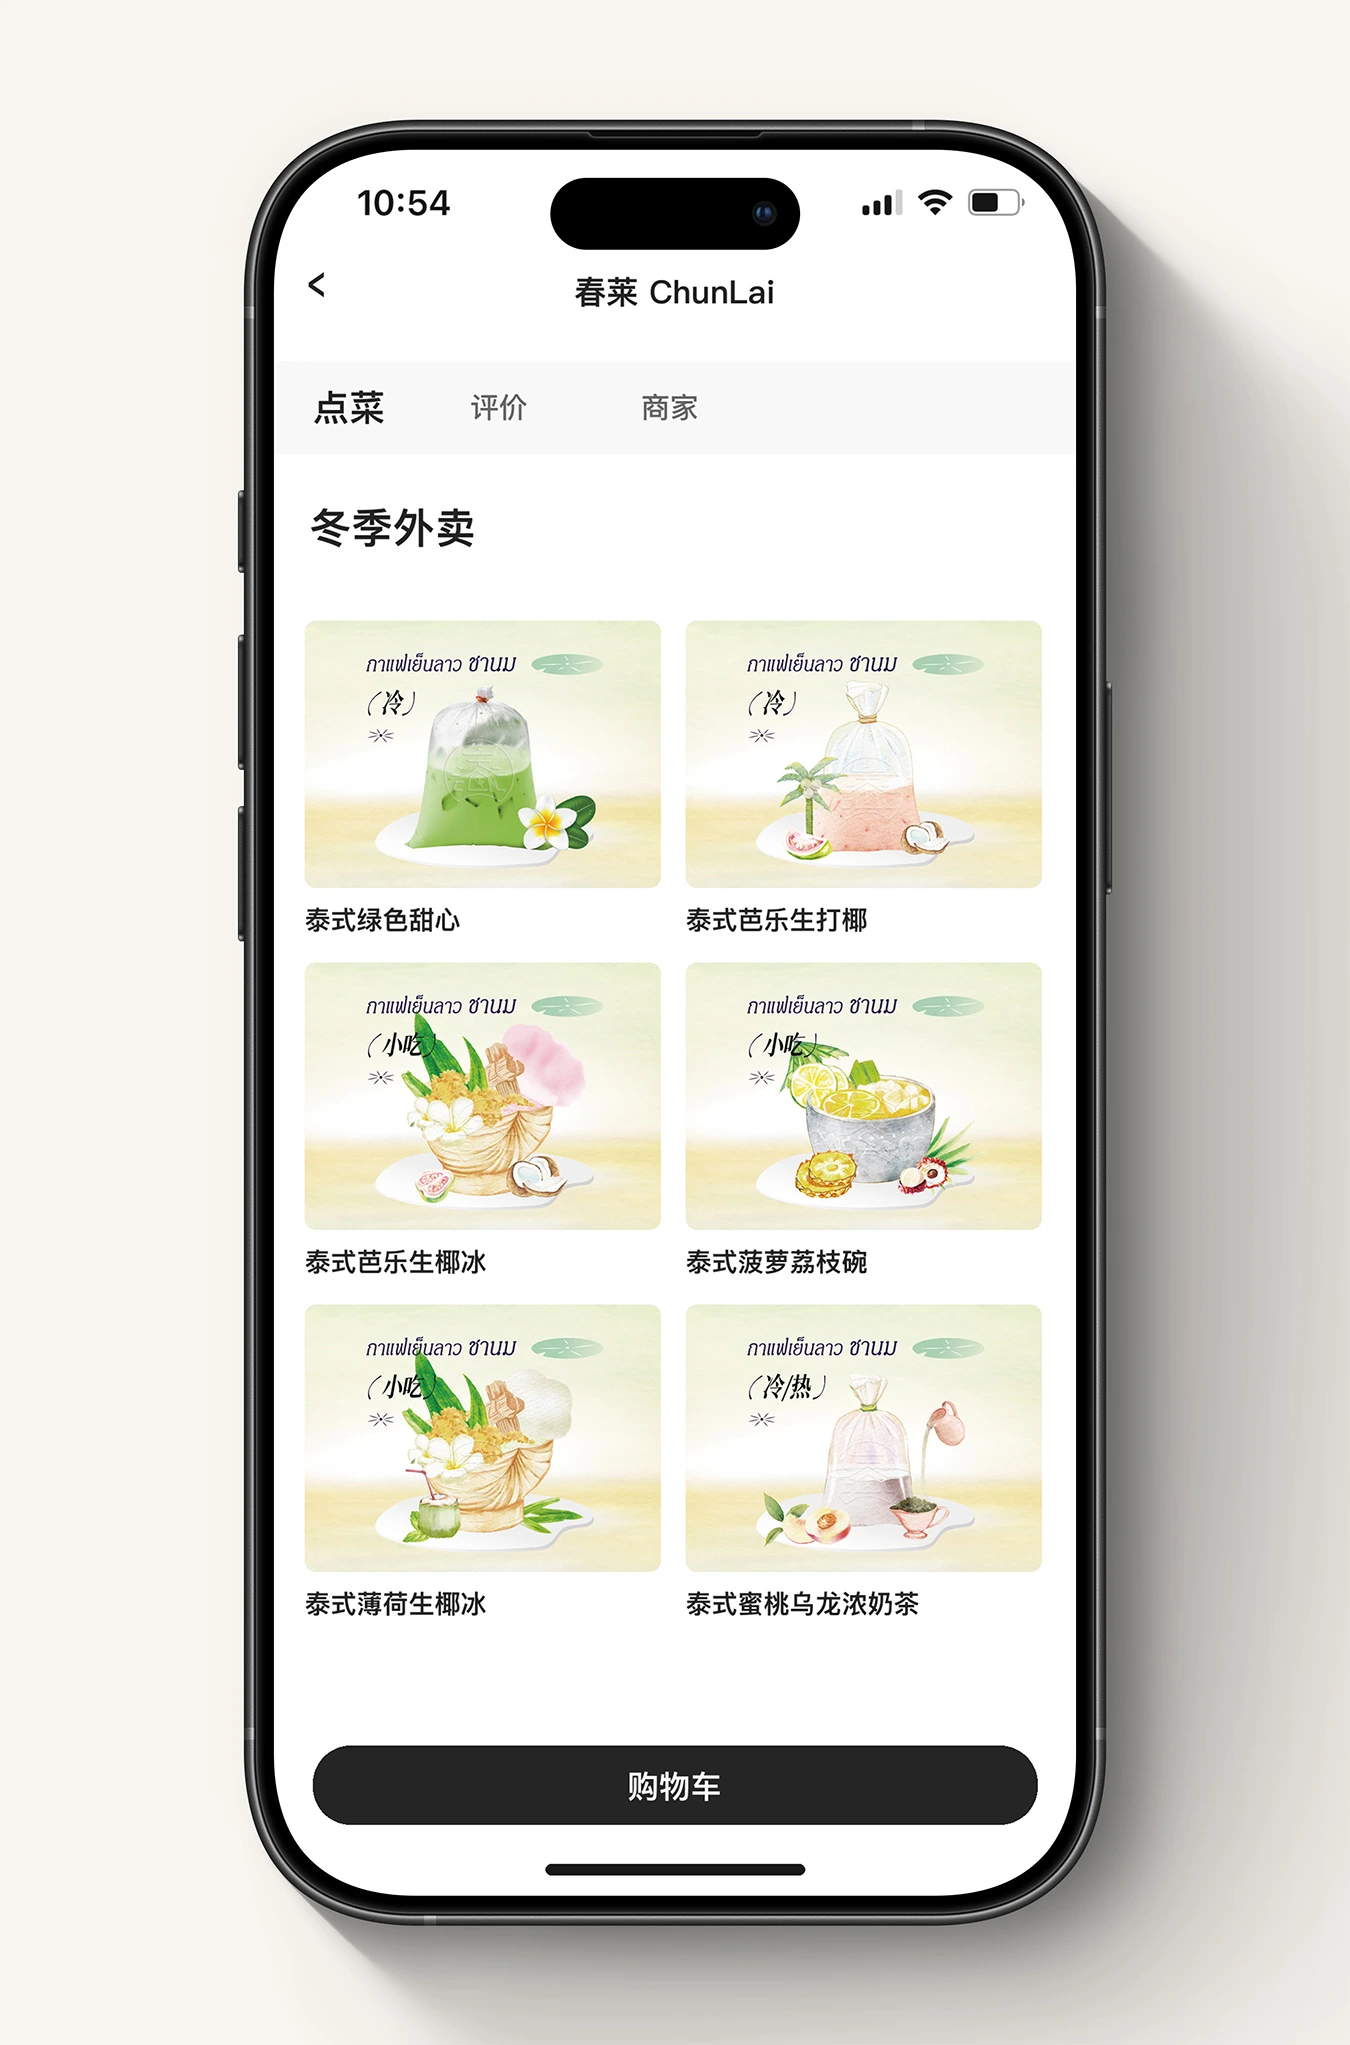 10:54
<
春莱 ChunLai
点菜 评价 商家
冬季外卖
กาแฟเย็นลาว ชานม
（冷）
泰式绿色甜心
กาแฟเย็นลาว ชานม
（冷）
泰式芭乐生打椰
กาแฟเย็นลาว ชานม
（小吃）
泰式芭乐生椰冰
กาแฟเย็นลาว ชานม
（小吃）
泰式菠萝荔枝碗
กาแฟเย็นลาว ชานม
（小吃）
泰式薄荷生椰冰
กาแฟเย็นลาว ชานม
（冷/热）
泰式蜜桃乌龙浓奶茶
购物车